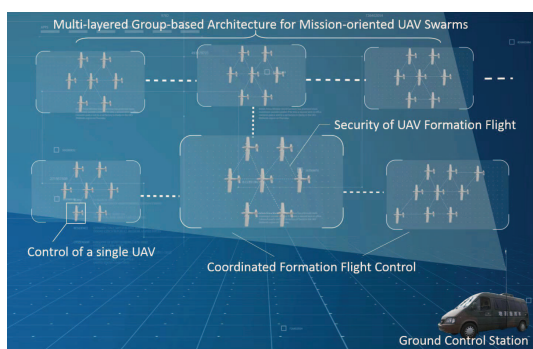 Multi-layered Group-based Architecture for Mission-oriented UAV Swarms
Security of UAV Formation Flight
Control of a single UAV
Coordinated Formation Flight Control
Ground Control Station